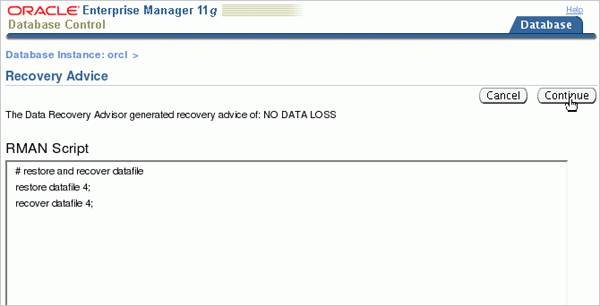 ORACLE Enterprise Manager 11g
Database Control
Help
Database
Database Instance: orcl >
Recovery Advice
Cancel
Continue
The Data Recovery Advisor generated recovery advice of: NO DATA LOSS
RMAN Script
# restore and recover datafile
restore datafile 4;
recover datafile 4;